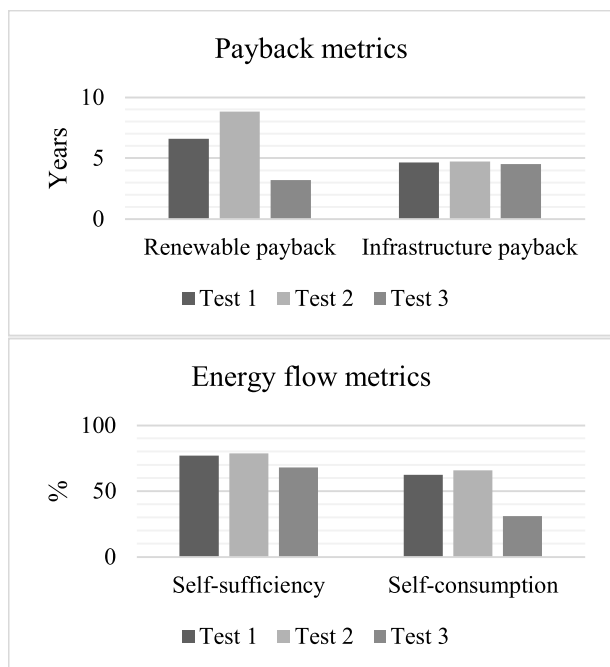 Payback metrics
10
5
0
Years
Renewable payback Infrastructure payback
Test 1 Test 2 Test 3
Energy flow metrics
100
50
0
%
Self-sufficiency Self-consumption
Test 1 Test 2 Test 3